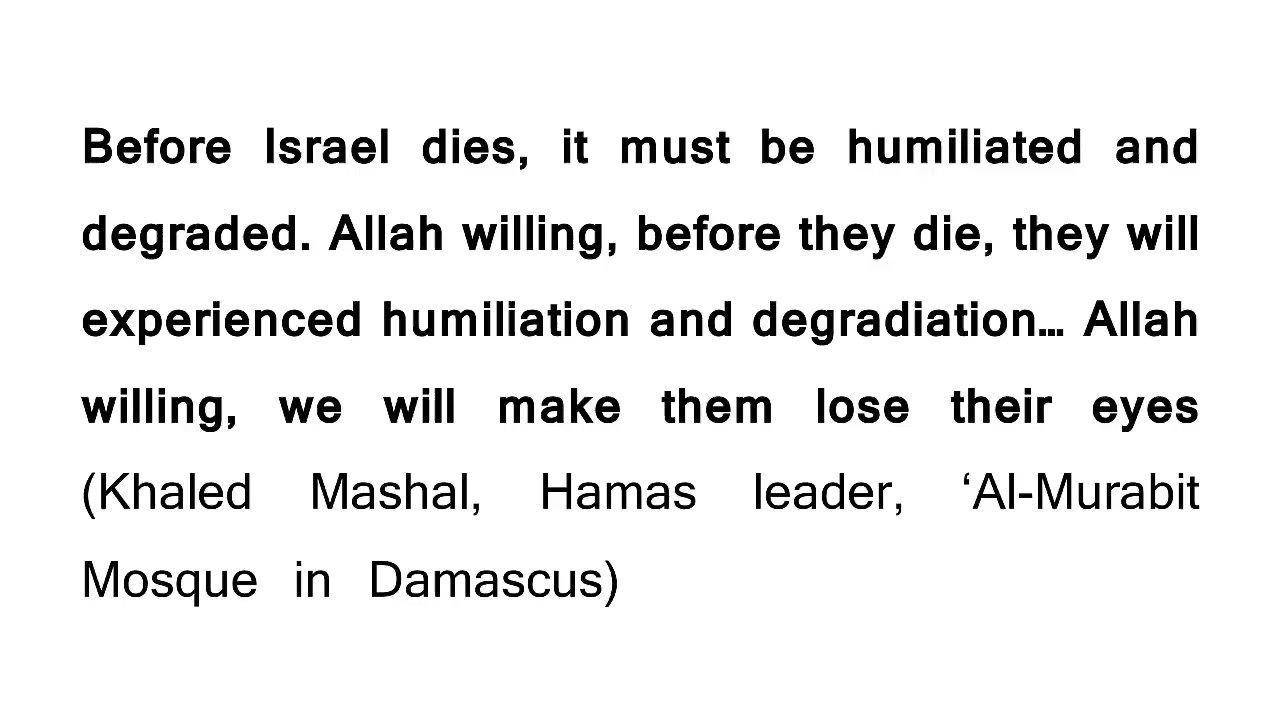 Before Israel dies, it must be humiliated and
degraded. Allah willing, before they die, they will
experienced humiliation and degradiation... Allah
willing, we will make them lose their eyes
(Khaled Mashal, Hamas leader, ‘Al-Murabit
Mosque in Damascus)